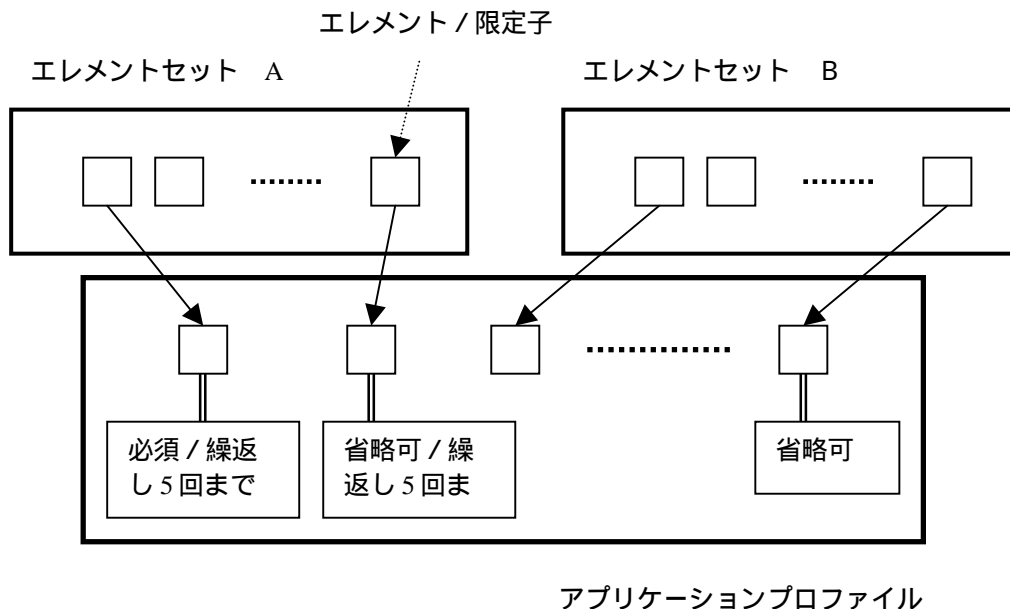 エレメント / 限定子
エレメントセット　A
エレメントセット　B
必須 / 繰返
し 5 回まで
省略可 / 繰
返し 5 回ま
省略可
アプリケーションプロファイル